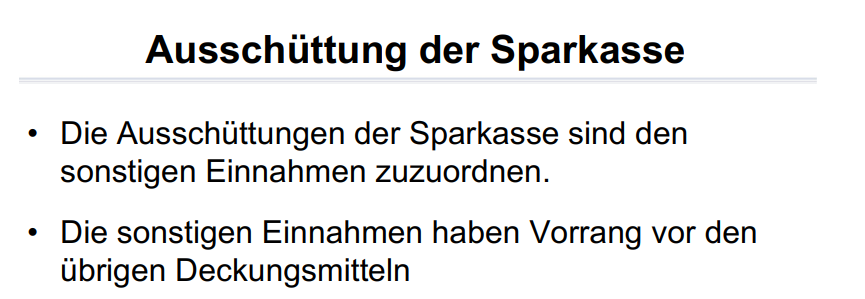 Ausschüttung der Sparkasse
• Die Ausschüttungen der Sparkasse sind den
sonstigen Einnahmen zuzuordnen.
• Die sonstigen Einnahmen haben Vorrang vor den
übrigen Deckungsmitteln